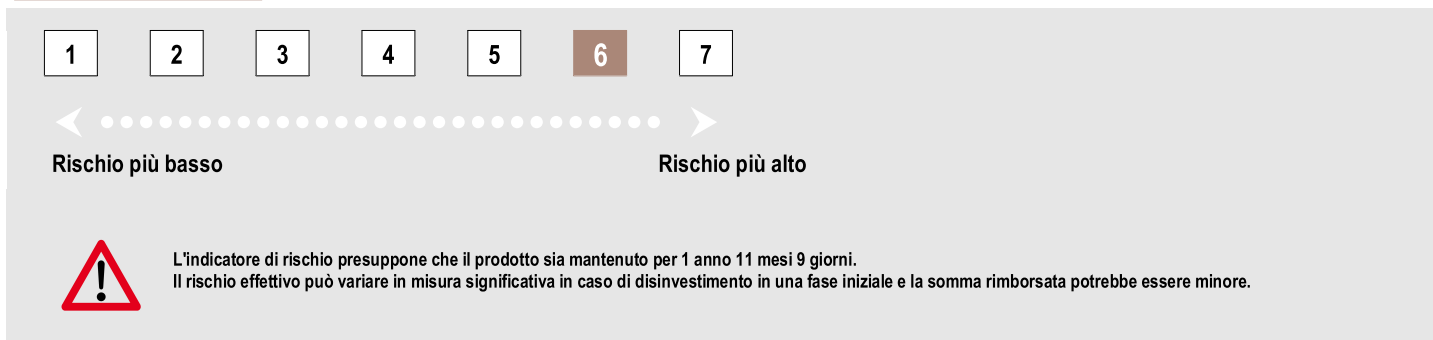 1 2 3 4 5 6 7
Rischio più basso Rischio più alto
L'indicatore di rischio presuppone che il prodotto sia mantenuto per 1 anno 11 mesi 9 giorni.
Il rischio effettivo può variare in misura significativa in caso di disinvestimento in una fase iniziale e la somma rimborsata potrebbe essere minore.